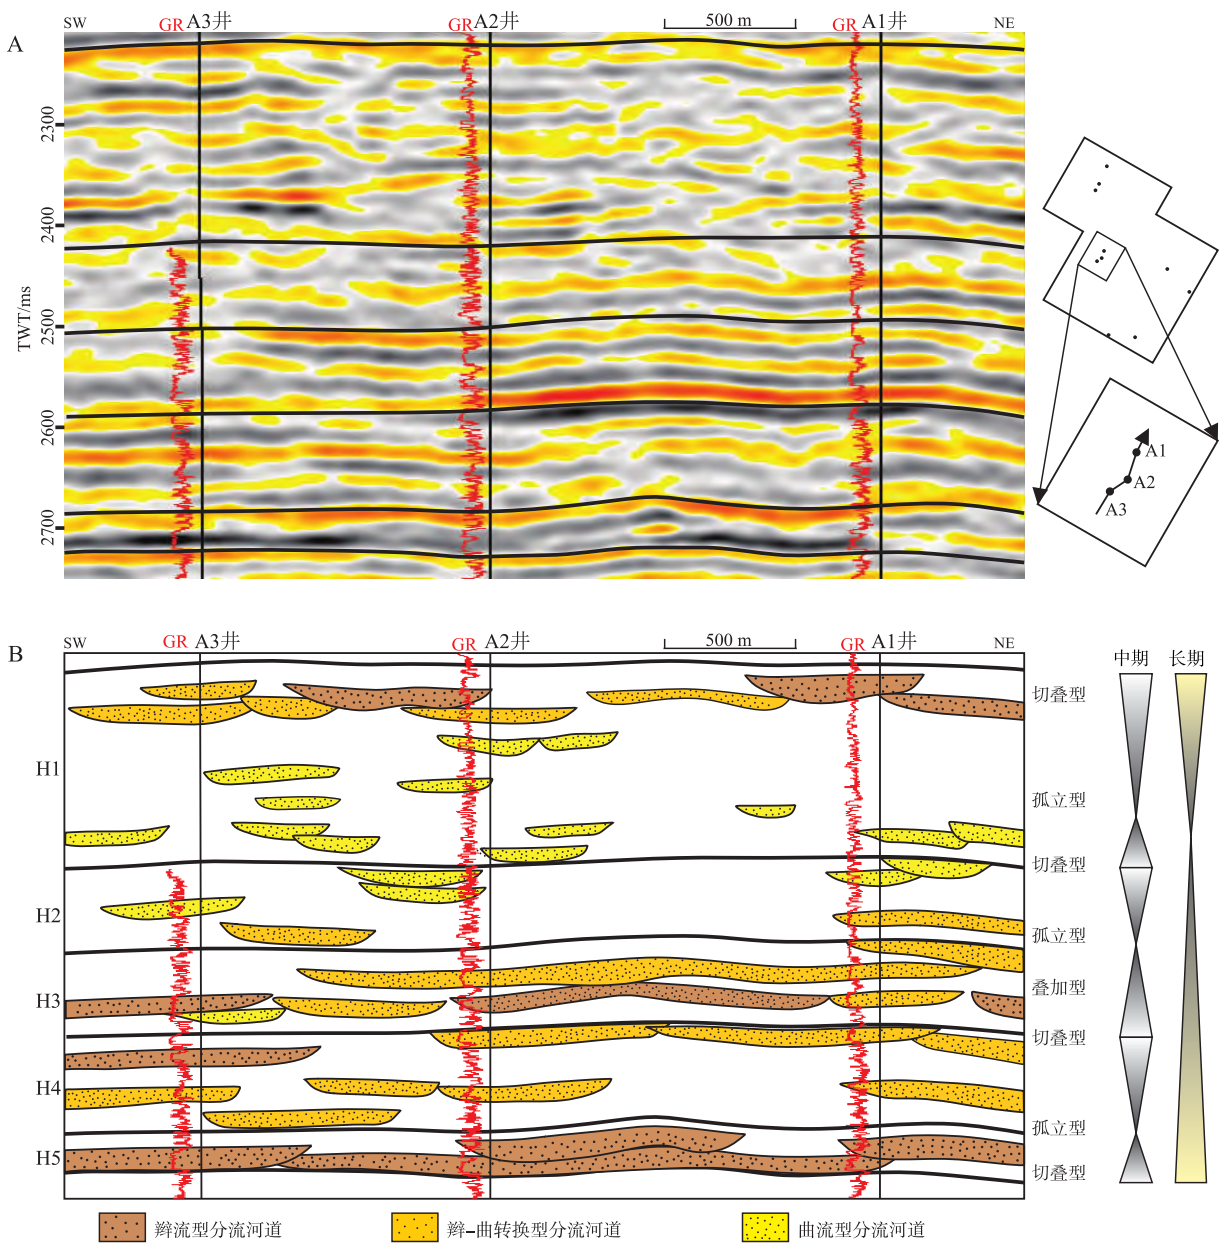 A
SW
GR A3井
GR A2井
500 m
GR A1井
NE
TWT/ms
2300
2400
2500
2600
2700
A1
A2
A3
B
SW
GR A3井
GR A2井
500 m
GR A1井
NE
中期
长期
H1
H2
H3
H4
H5
切叠型
孤立型
切叠型
孤立型
叠加型
切叠型
孤立型
切叠型
辫流型分流河道
辫-曲转换型分流河道
曲流型分流河道